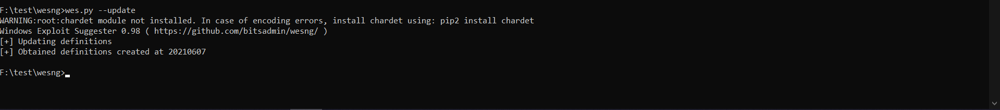 F:\test\wesng>wes.py --update
WARNING:root:chardet module not installed. In case of encoding errors, install chardet using: pip2 install chardet
Windows Exploit Suggester 0.98 ( https://github.com/bitsadmin/wesng/ )
[+] Updating definitions
[+] Obtained definitions created at 20210607
F:\test\wesng>